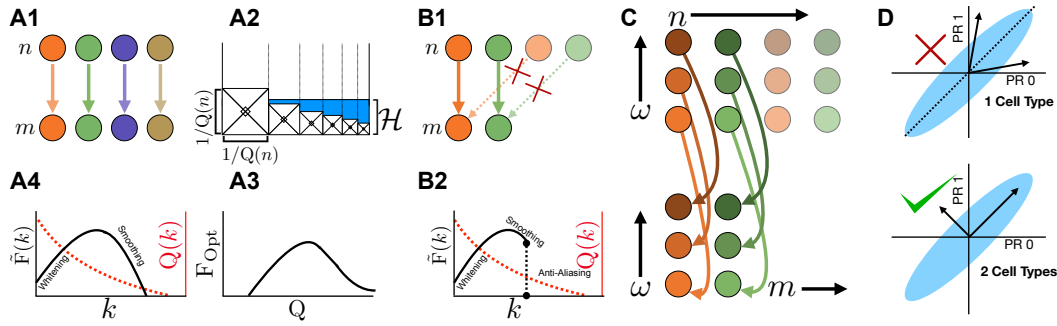 A1
n
m
A2
1/Q(n)
1/Q(n)
ℋ
B1
n
m
C
n
ω
ω
m
D
PR 1
PR 0
1 Cell Type
PR 1
PR 0
2 Cell Types
A4
F̃(k)
Whitening
Smoothing
Q(k)
k
A3
F_Opt
Q
B2
F̃(k)
Whitening
Smoothing
Anti-Aliasing
Q(k)
k